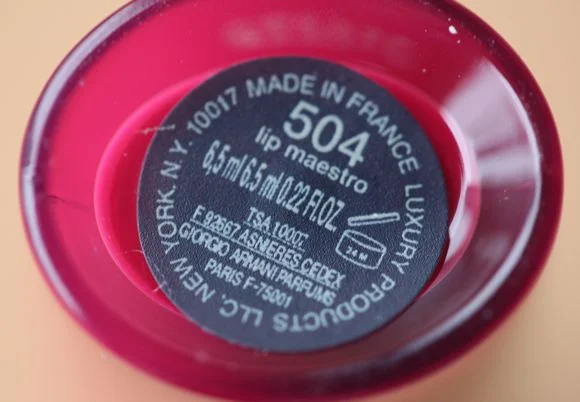 MADE IN FRANCE LUXURY PRODUCTS LLC. NEW YORK. N.Y. 10017
504
lip maestro
6,5 ml 6.5 ml 0.22 Fl.OZ.
24 M
TSA 10007
F 92667 ASNIERES CEDEX
GIORGIO ARMANI PARFUMS
PARIS F-75001